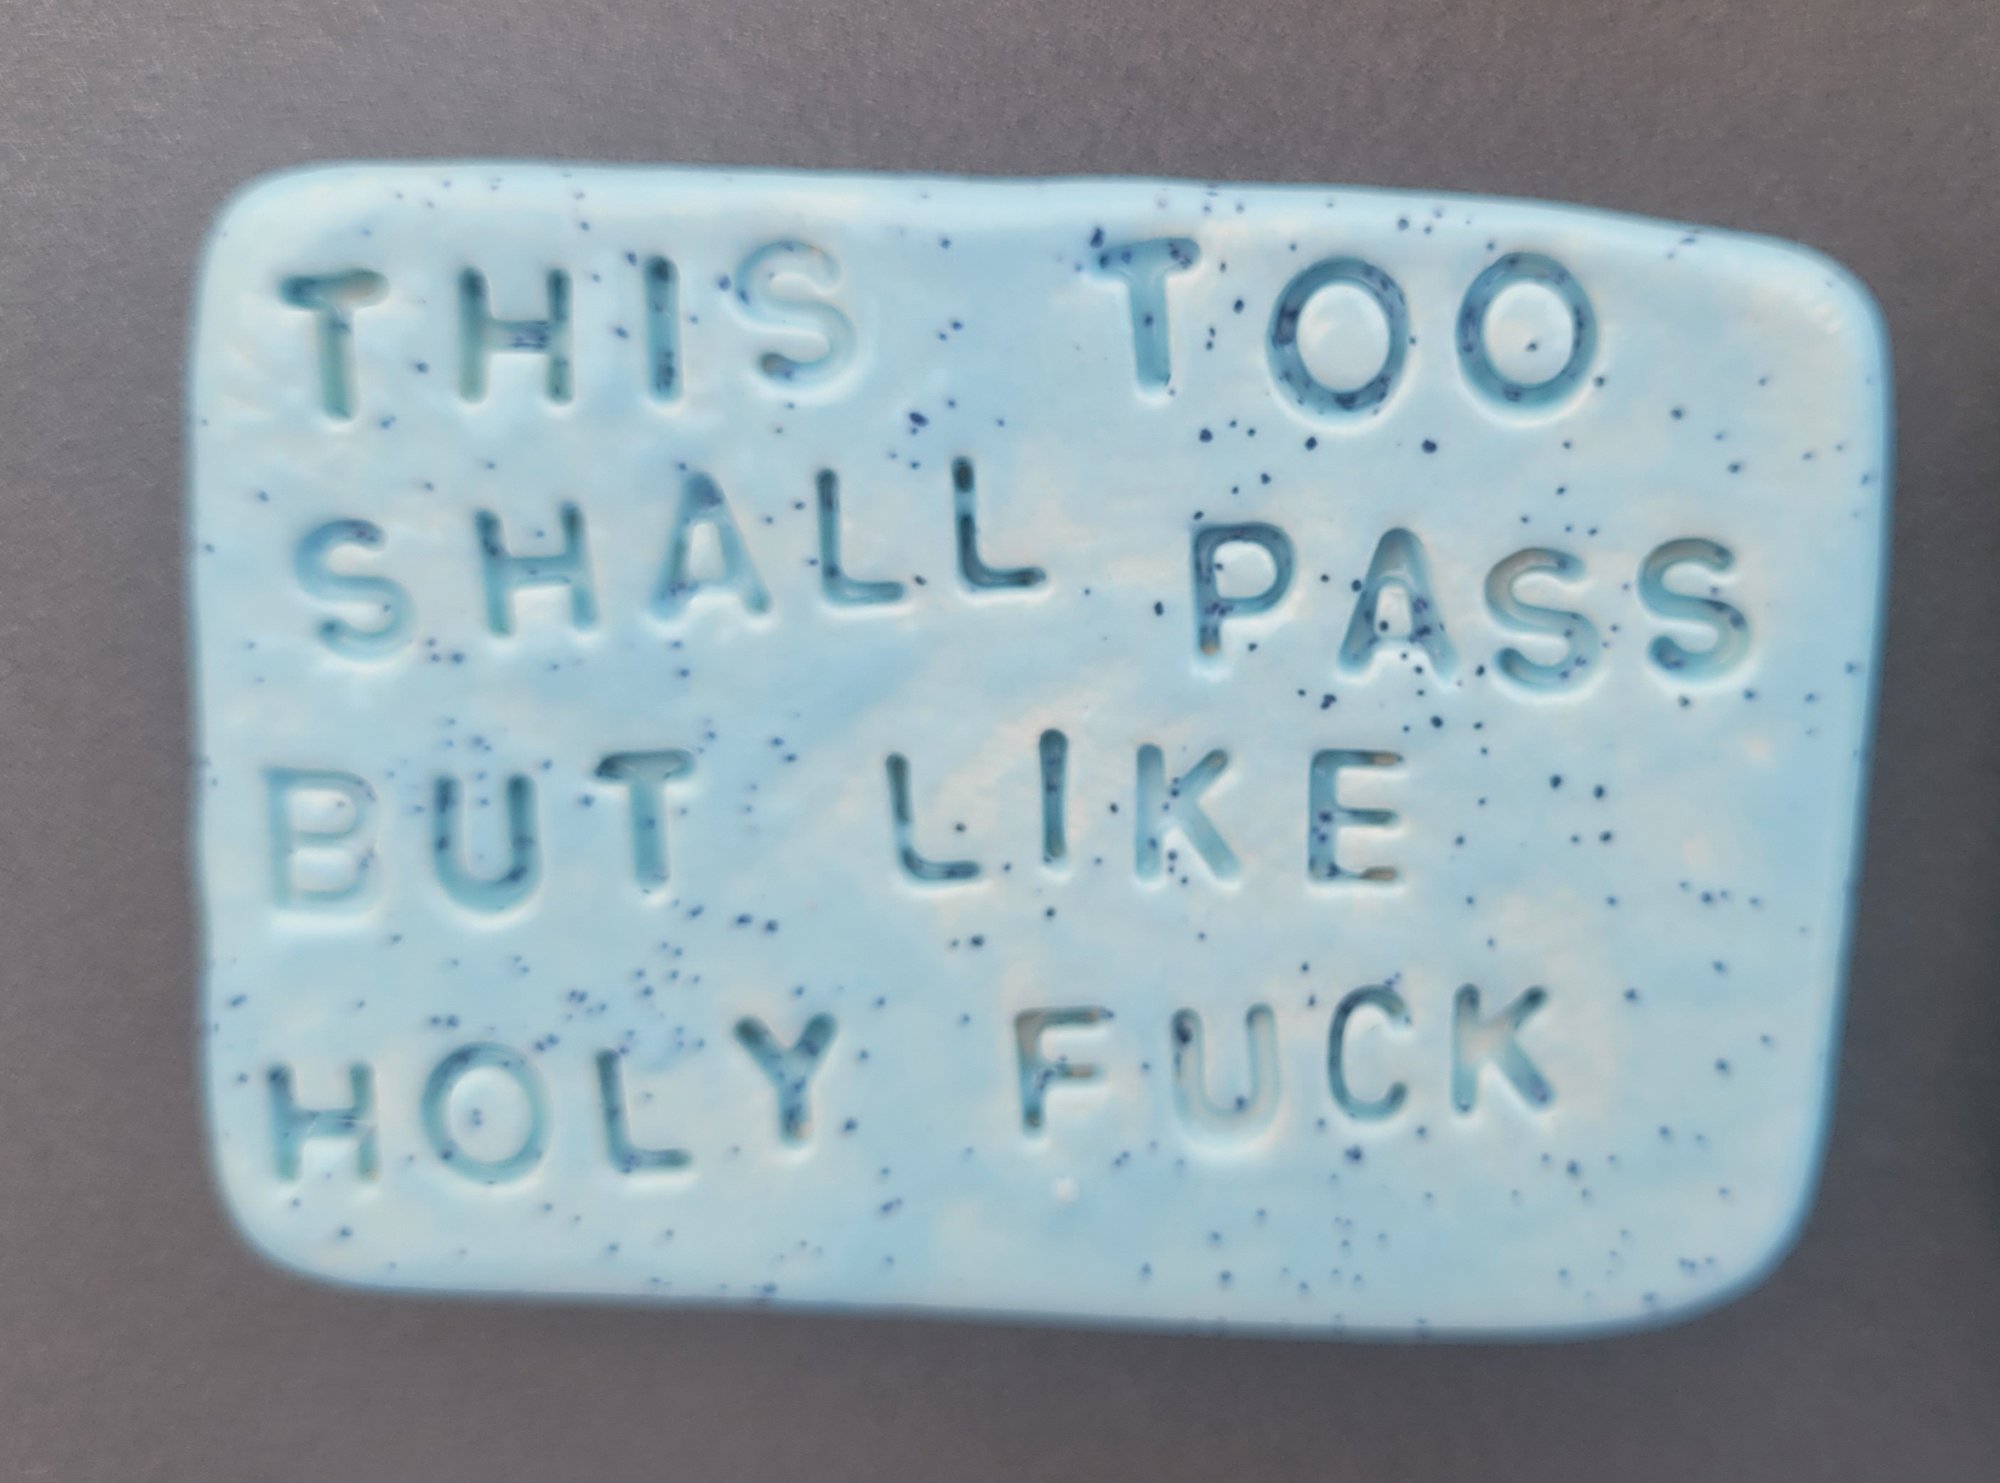 THIS TOO
SHALL PASS
BUT LIKE
HOLY FUCK